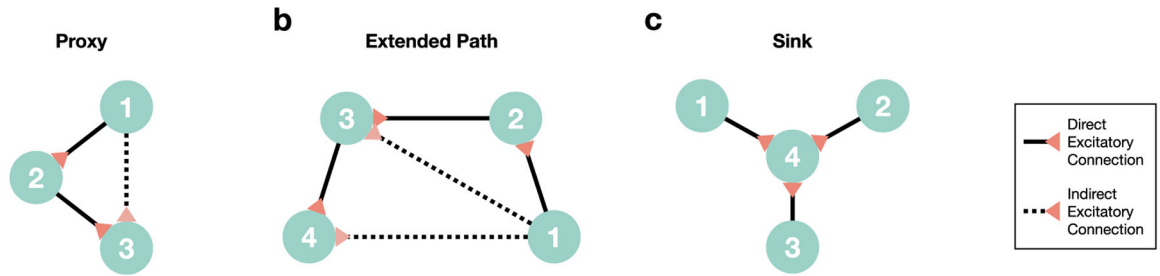 Proxy
1
2
3
b
Extended Path
3
2
4
1
c
Sink
1
2
4
3
Direct
Excitatory
Connection
Indirect
Excitatory
Connection